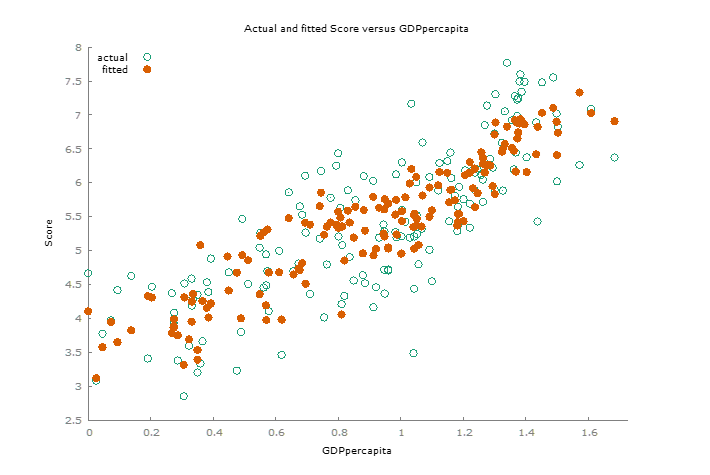 Actual and fitted Score versus GDPpercapita
8
actual
fitted
7.5
7
6.5
6
5.5
Score
5
4.5
4
3.5
3
2.5
0 0.2 0.4 0.6 0.8 1 1.2 1.4 1.6
GDPpercapita